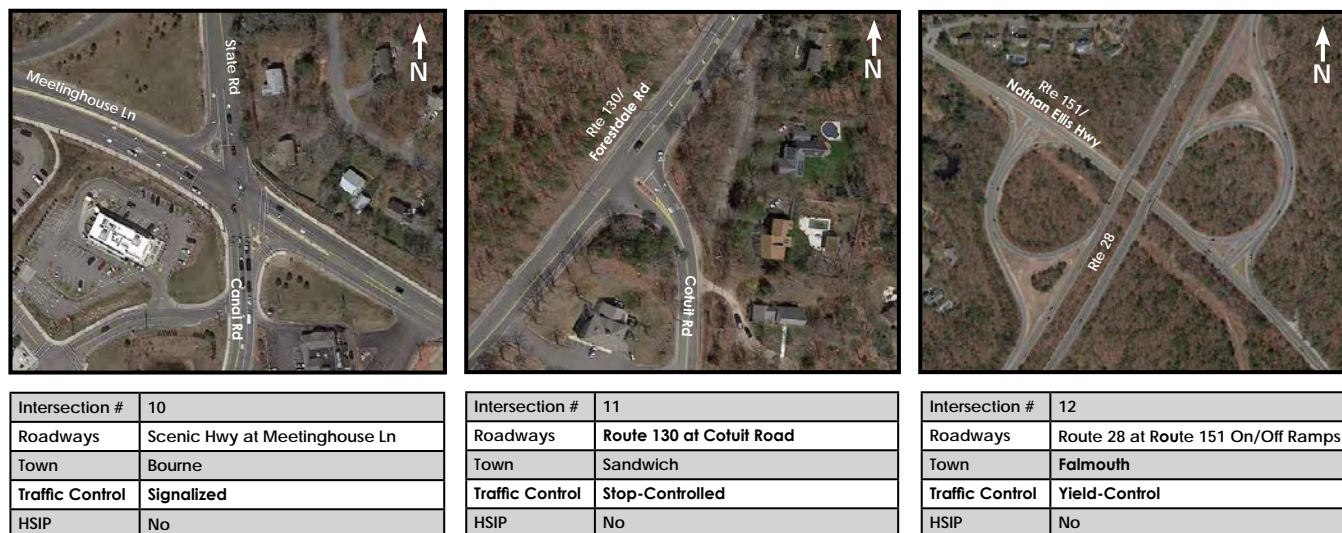 Meetinghouse Ln
State Rd
Canal Rd
N
Rte 130/
Forestdale Rd
Cotuit Rd
N
Rte 151/
Nathan Ellis Hwy
Rte 28
N
Intersection # 10
Roadways Scenic Hwy at Meetinghouse Ln
Town Bourne
Traffic Control Signalized
HSIP No
Intersection # 11
Roadways Route 130 at Cotuit Road
Town Sandwich
Traffic Control Stop-Controlled
HSIP No
Intersection # 12
Roadways Route 28 at Route 151 On/Off Ramps
Town Falmouth
Traffic Control Yield-Control
HSIP No